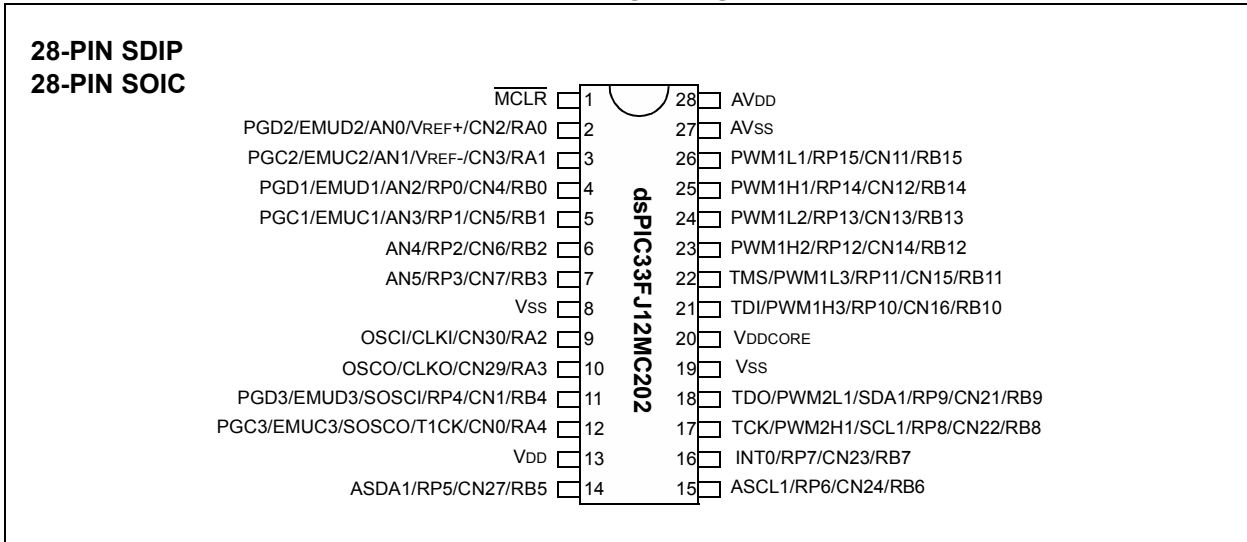 28-PIN SDIP
28-PIN SOIC
MCLR 1 28 AVDD
PGD2/EMUD2/AN0/VREF+/CN2/RA0 2 27 AVss
PGC2/EMUC2/AN1/VREF-/CN3/RA1 3 26 PWM1L1/RP15/CN11/RB15
PGD1/EMUD1/AN2/RP0/CN4/RB0 4 25 PWM1H1/RP14/CN12/RB14
PGC1/EMUC1/AN3/RP1/CN5/RB1 5 24 PWM1L2/RP13/CN13/RB13
AN4/RP2/CN6/RB2 6 23 PWM1H2/RP12/CN14/RB12
AN5/RP3/CN7/RB3 7 22 TMS/PWM1L3/RP11/CN15/RB11
Vss 8 21 TDI/PWM1H3/RP10/CN16/RB10
OSCI/CLKI/CN30/RA2 9 20 VDDCORE
OSCO/CLKO/CN29/RA3 10 19 Vss
PGD3/EMUD3/SOSCI/RP4/CN1/RB4 11 18 TDO/PWM2L1/SDA1/RP9/CN21/RB9
PGC3/EMUC3/SOSCO/T1CK/CN0/RA4 12 17 TCK/PWM2H1/SCL1/RP8/CN22/RB8
VDD 13 16 INT0/RP7/CN23/RB7
ASDA1/RP5/CN27/RB5 14 15 ASCL1/RP6/CN24/RB6
dsPIC33FJ12MC202